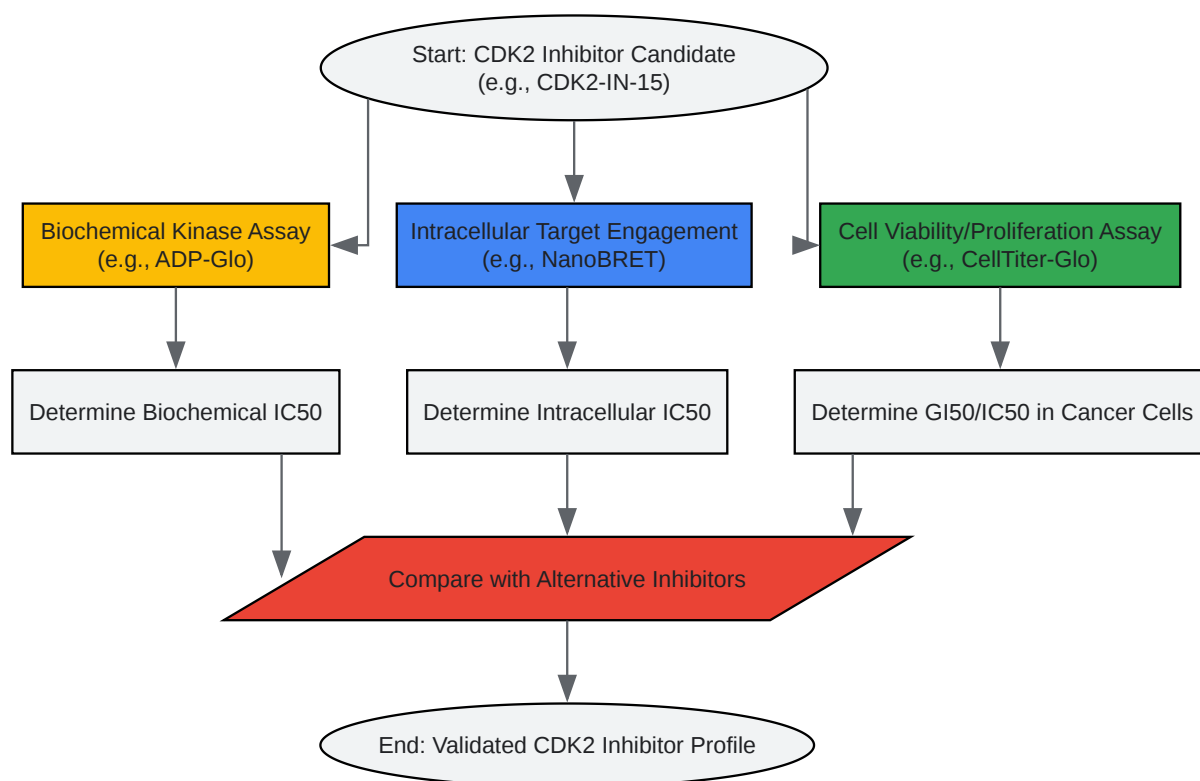 Start: CDK2 Inhibitor Candidate
(e.g., CDK2-IN-15)
Biochemical Kinase Assay
(e.g., ADP-Glo)
Intracellular Target Engagement
(e.g., NanoBRET)
Cell Viability/Proliferation Assay
(e.g., CellTiter-Glo)
Determine Biochemical IC50
Determine Intracellular IC50
Determine GI50/IC50 in Cancer Cells
Compare with Alternative Inhibitors
End: Validated CDK2 Inhibitor Profile